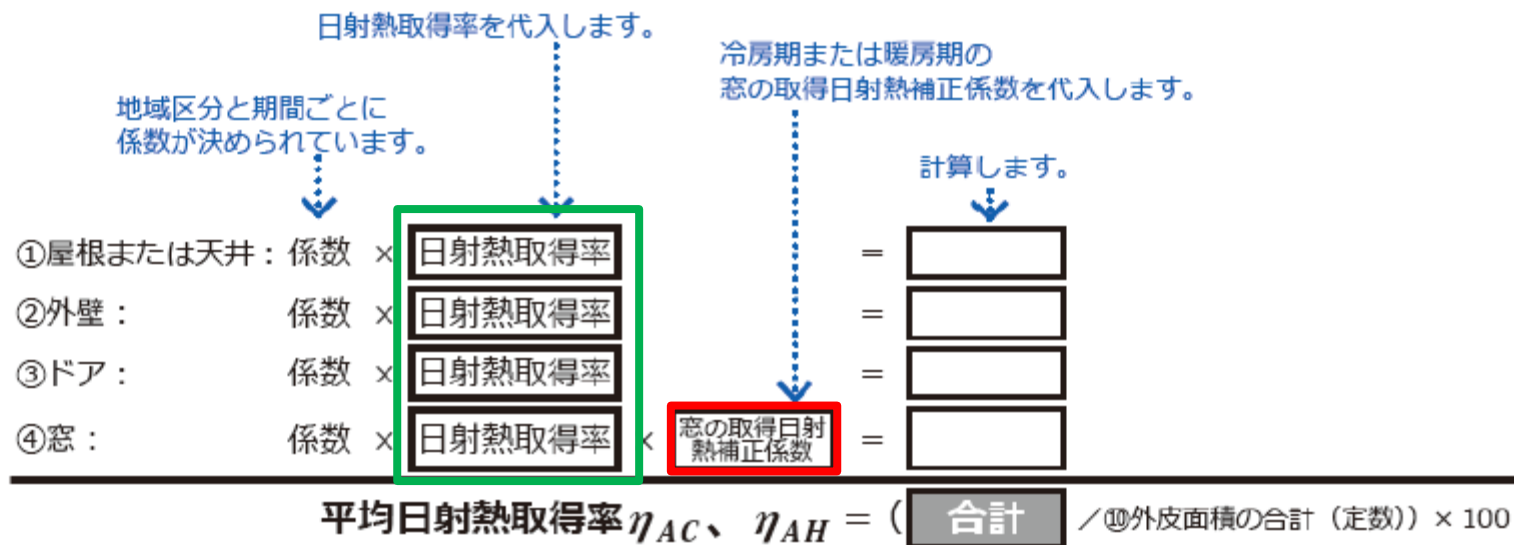 日射熱取得率を代入します。
冷房期または暖房期の
窓の取得日射熱補正係数を代入します。
地域区分と期間ごとに
係数が決められています。
計算します。
①屋根または天井：係数 × 日射熱取得率 =
②外壁： 係数 × 日射熱取得率 =
③ドア： 係数 × 日射熱取得率 =
④窓： 係数 × 日射熱取得率 × 窓の取得日射
熱補正係数 =
平均日射熱取得率 η_AC、 η_AH = ( 合計 /⑩外皮面積の合計（定数)) × 100